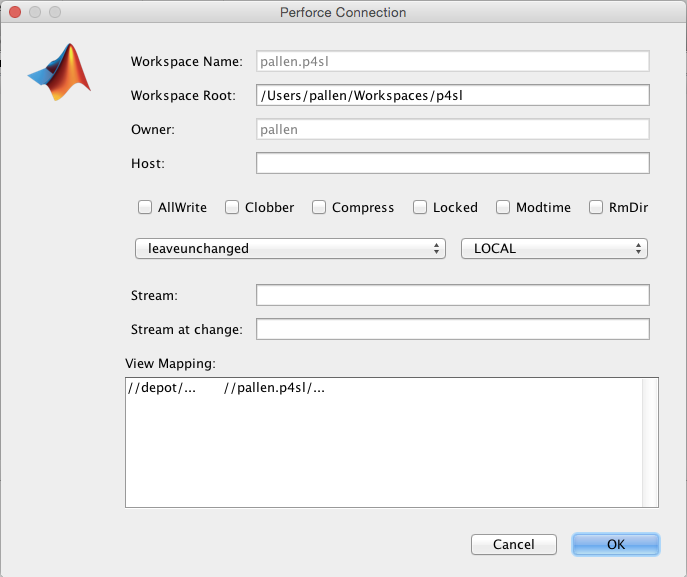 Perforce Connection
Workspace Name: pallen.p4sl
Workspace Root: /Users/pallen/Workspaces/p4sl
Owner: pallen
Host:
AllWrite Clobber Compress Locked Modtime RmDir
leaveunchanged LOCAL
Stream:
Stream at change:
View Mapping:
//depot/... //pallen.p4sl/...
Cancel OK